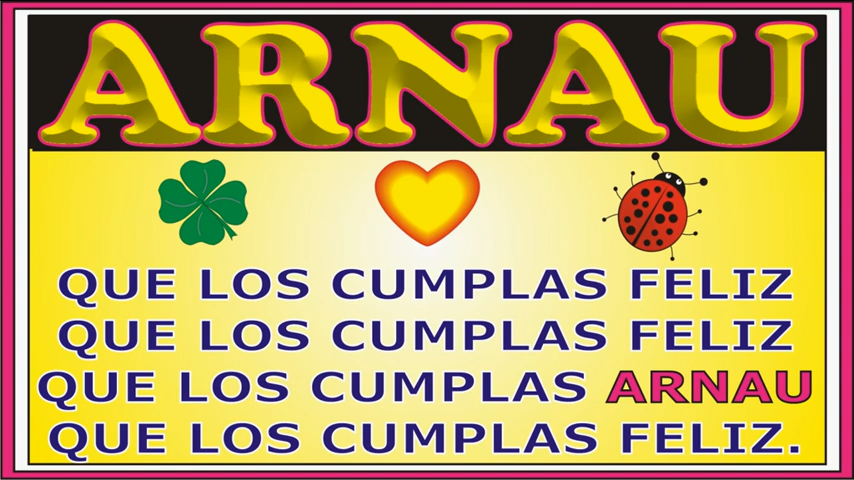 ARNAU
QUE LOS CUMPLAS FELIZ
QUE LOS CUMPLAS FELIZ
QUE LOS CUMPLAS ARNAU
QUE LOS CUMPLAS FELIZ.